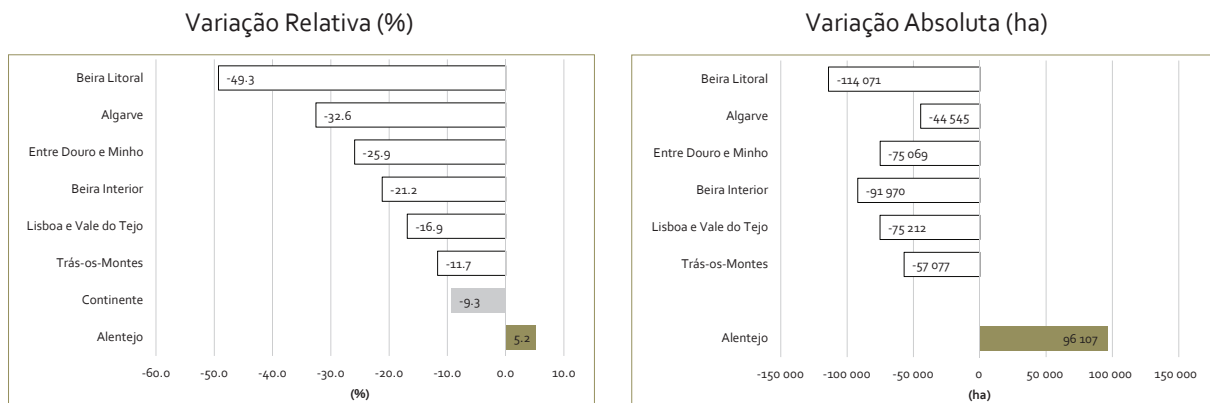 Variação Relativa (%)
Beira Litoral
-49.3
Algarve
-32.6
Entre Douro e Minho
-25.9
Beira Interior
-21.2
Lisboa e Vale do Tejo
-16.9
Trás-os-Montes
-11.7
Continente
-9.3
Alentejo
5.2
-60.0 -50.0 -40.0 -30.0 -20.0 -10.0 0.0 10.0
(%)
Variação Absoluta (ha)
Beira Litoral
-114 071
Algarve
-44 545
Entre Douro e Minho
-75 069
Beira Interior
-91 970
Lisboa e Vale do Tejo
-75 212
Trás-os-Montes
-57 077
Alentejo
96 107
-150 000 -100 000 -50 000 0 50 000 100 000 150 000
(ha)